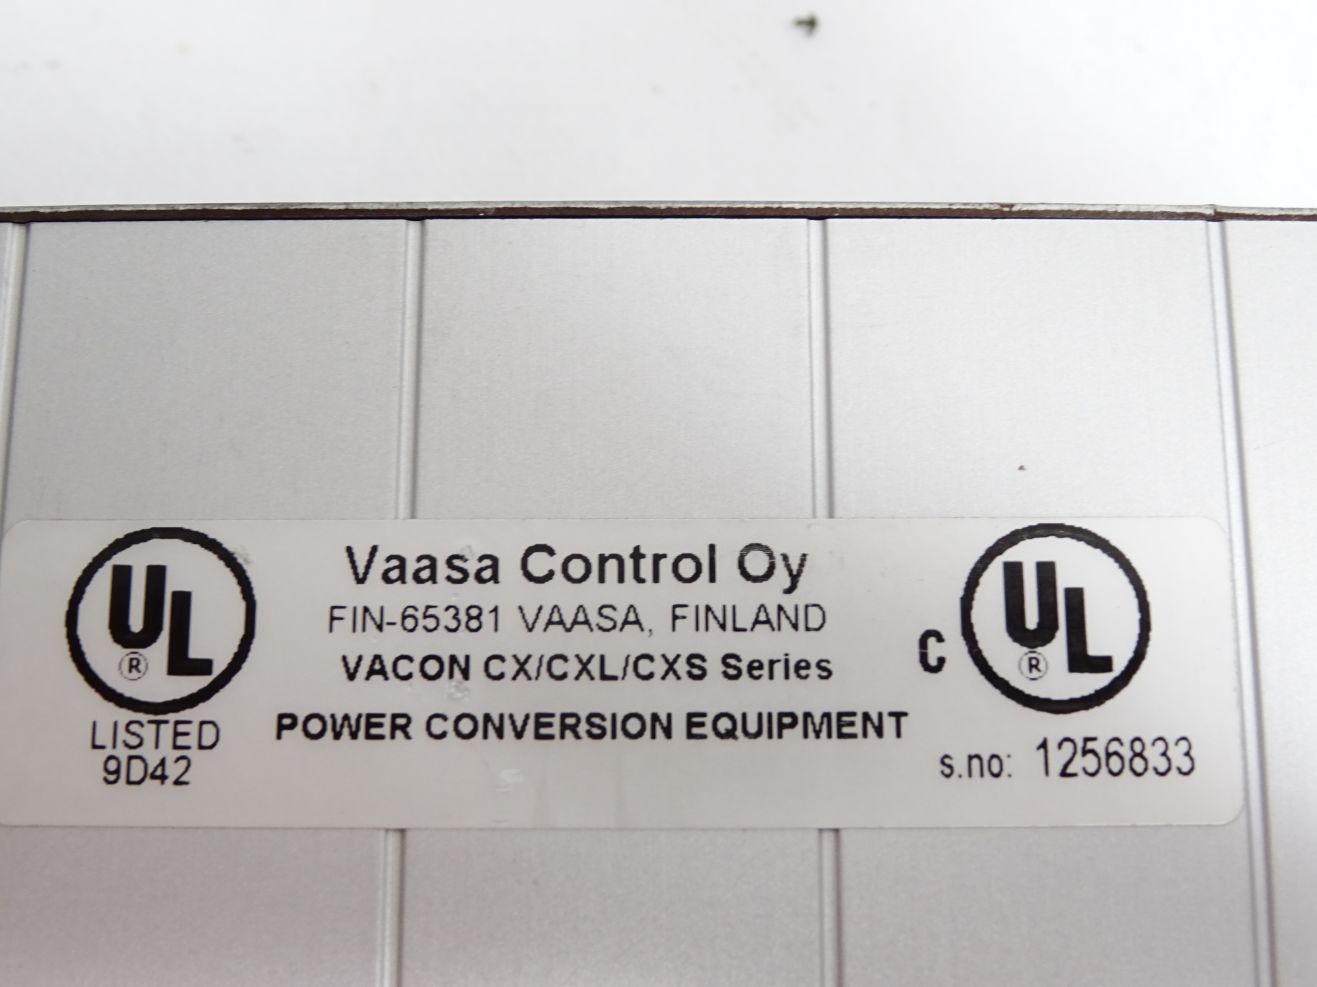 UL
®
LISTED
9D42
Vaasa Control Oy
FIN-65381 VAASA, FINLAND
VACON CX/CXL/CXS Series
POWER CONVERSION EQUIPMENT
C UL
®
s.no: 1256833